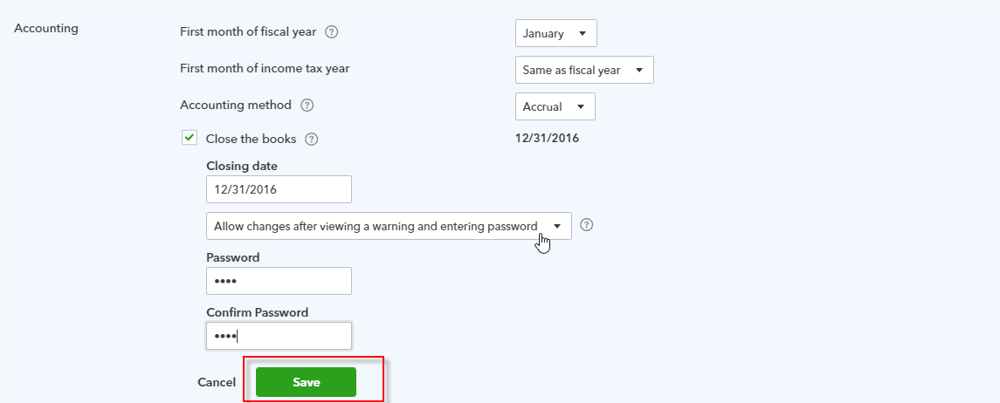 Accounting
First month of fiscal year ?
January
First month of income tax year
Same as fiscal year
Accounting method ?
Accrual
Close the books ?
12/31/2016
Closing date
12/31/2016
Allow changes after viewing a warning and entering password
?
Password
••••
Confirm Password
••••
Cancel
Save